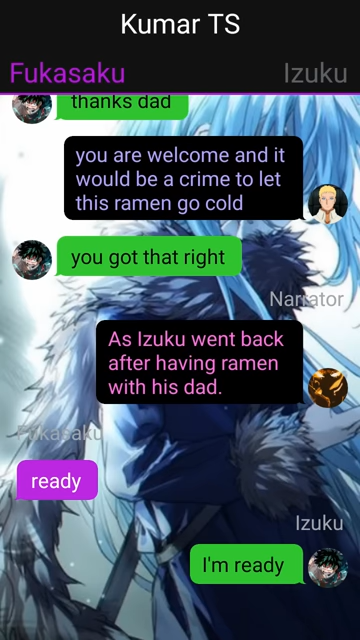 Kumar TS
Fukasaku
Izuku
thanks dad
you are welcome and it
would be a crime to let
this ramen go cold
you got that right
Narrator
As Izuku went back
after having ramen
with his dad.
Fukasaku
ready
Izuku
I'm ready